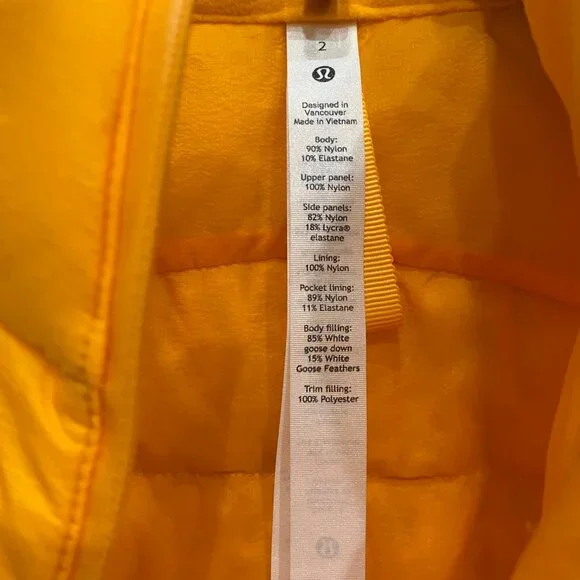 2
Designed in
Vancouver
Made in Vietnam
Body:
90% Nylon
10% Elastane
Upper panel:
100% Nylon
Side panels:
82% Nylon
18% Lycra®
elastane
Lining:
100% Nylon
Pocket lining:
89% Nylon
11% Elastane
Body filling:
85% White
goose down
15% White
Goose Feathers
Trim filling:
100% Polyester